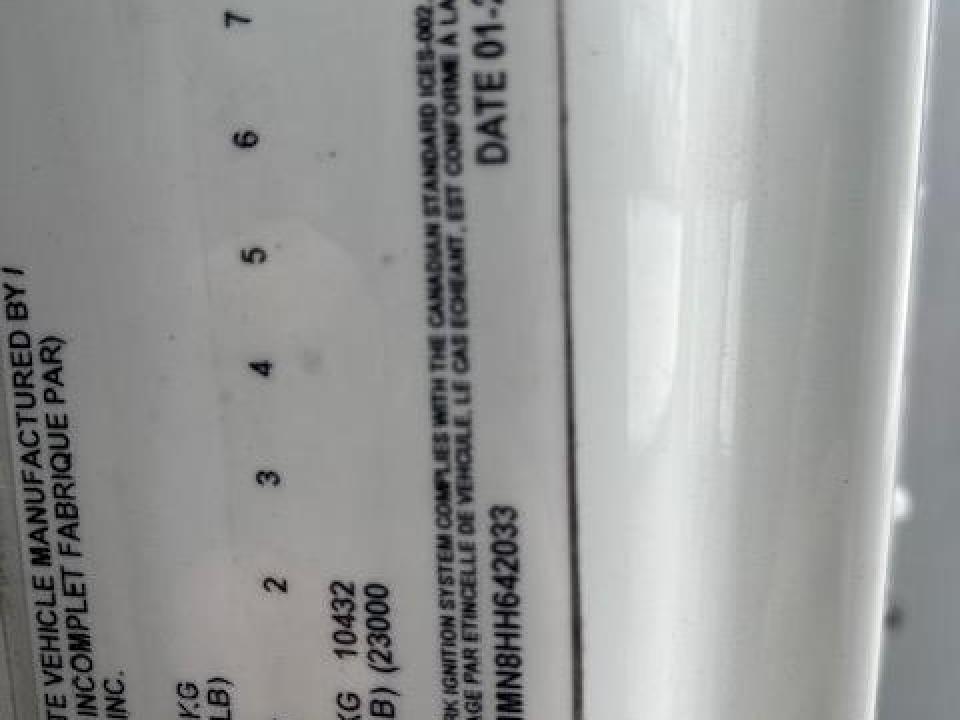 TE VEHICLE MANUFACTURED BY I
INCOMPLET FABRIQUE PAR)
INC.
KG
LB)
2 3 4 5 6 7
KG 10432
B) (23000
RK IGNITION SYSTEM COMPLIES WITH THE CANADIAN STANDARD ICES-002.
AGE PAR ETINCELLE DE VEHICULE, LE CAS ECHEANT, EST CONFORME À LA
MN8HH642033 DATE 01-2